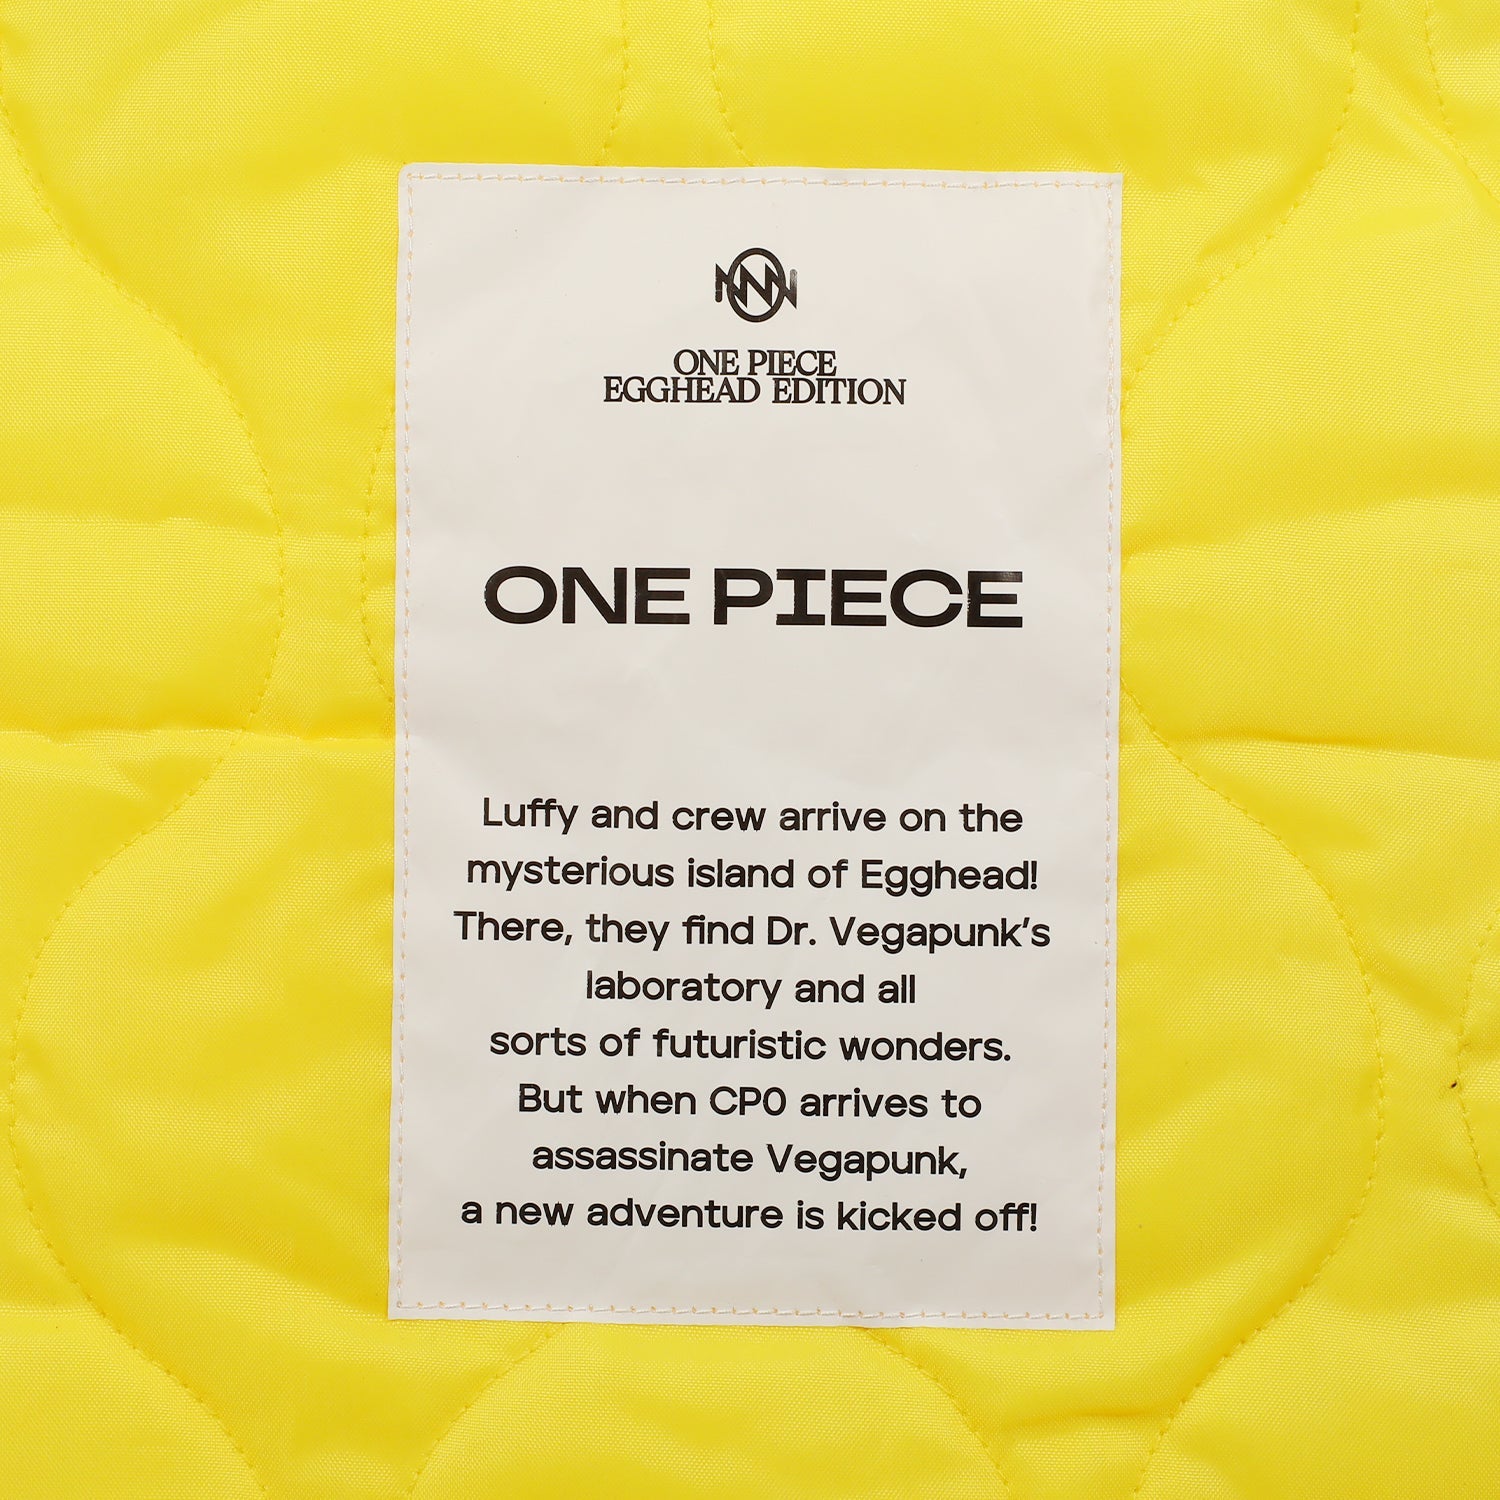 ONE PIECE
EGGHEAD EDITION
ONE PIECE
Luffy and crew arrive on the
mysterious island of Egghead!
There, they find Dr. Vegapunk's
laboratory and all
sorts of futuristic wonders.
But when CP0 arrives to
assassinate Vegapunk,
a new adventure is kicked off!